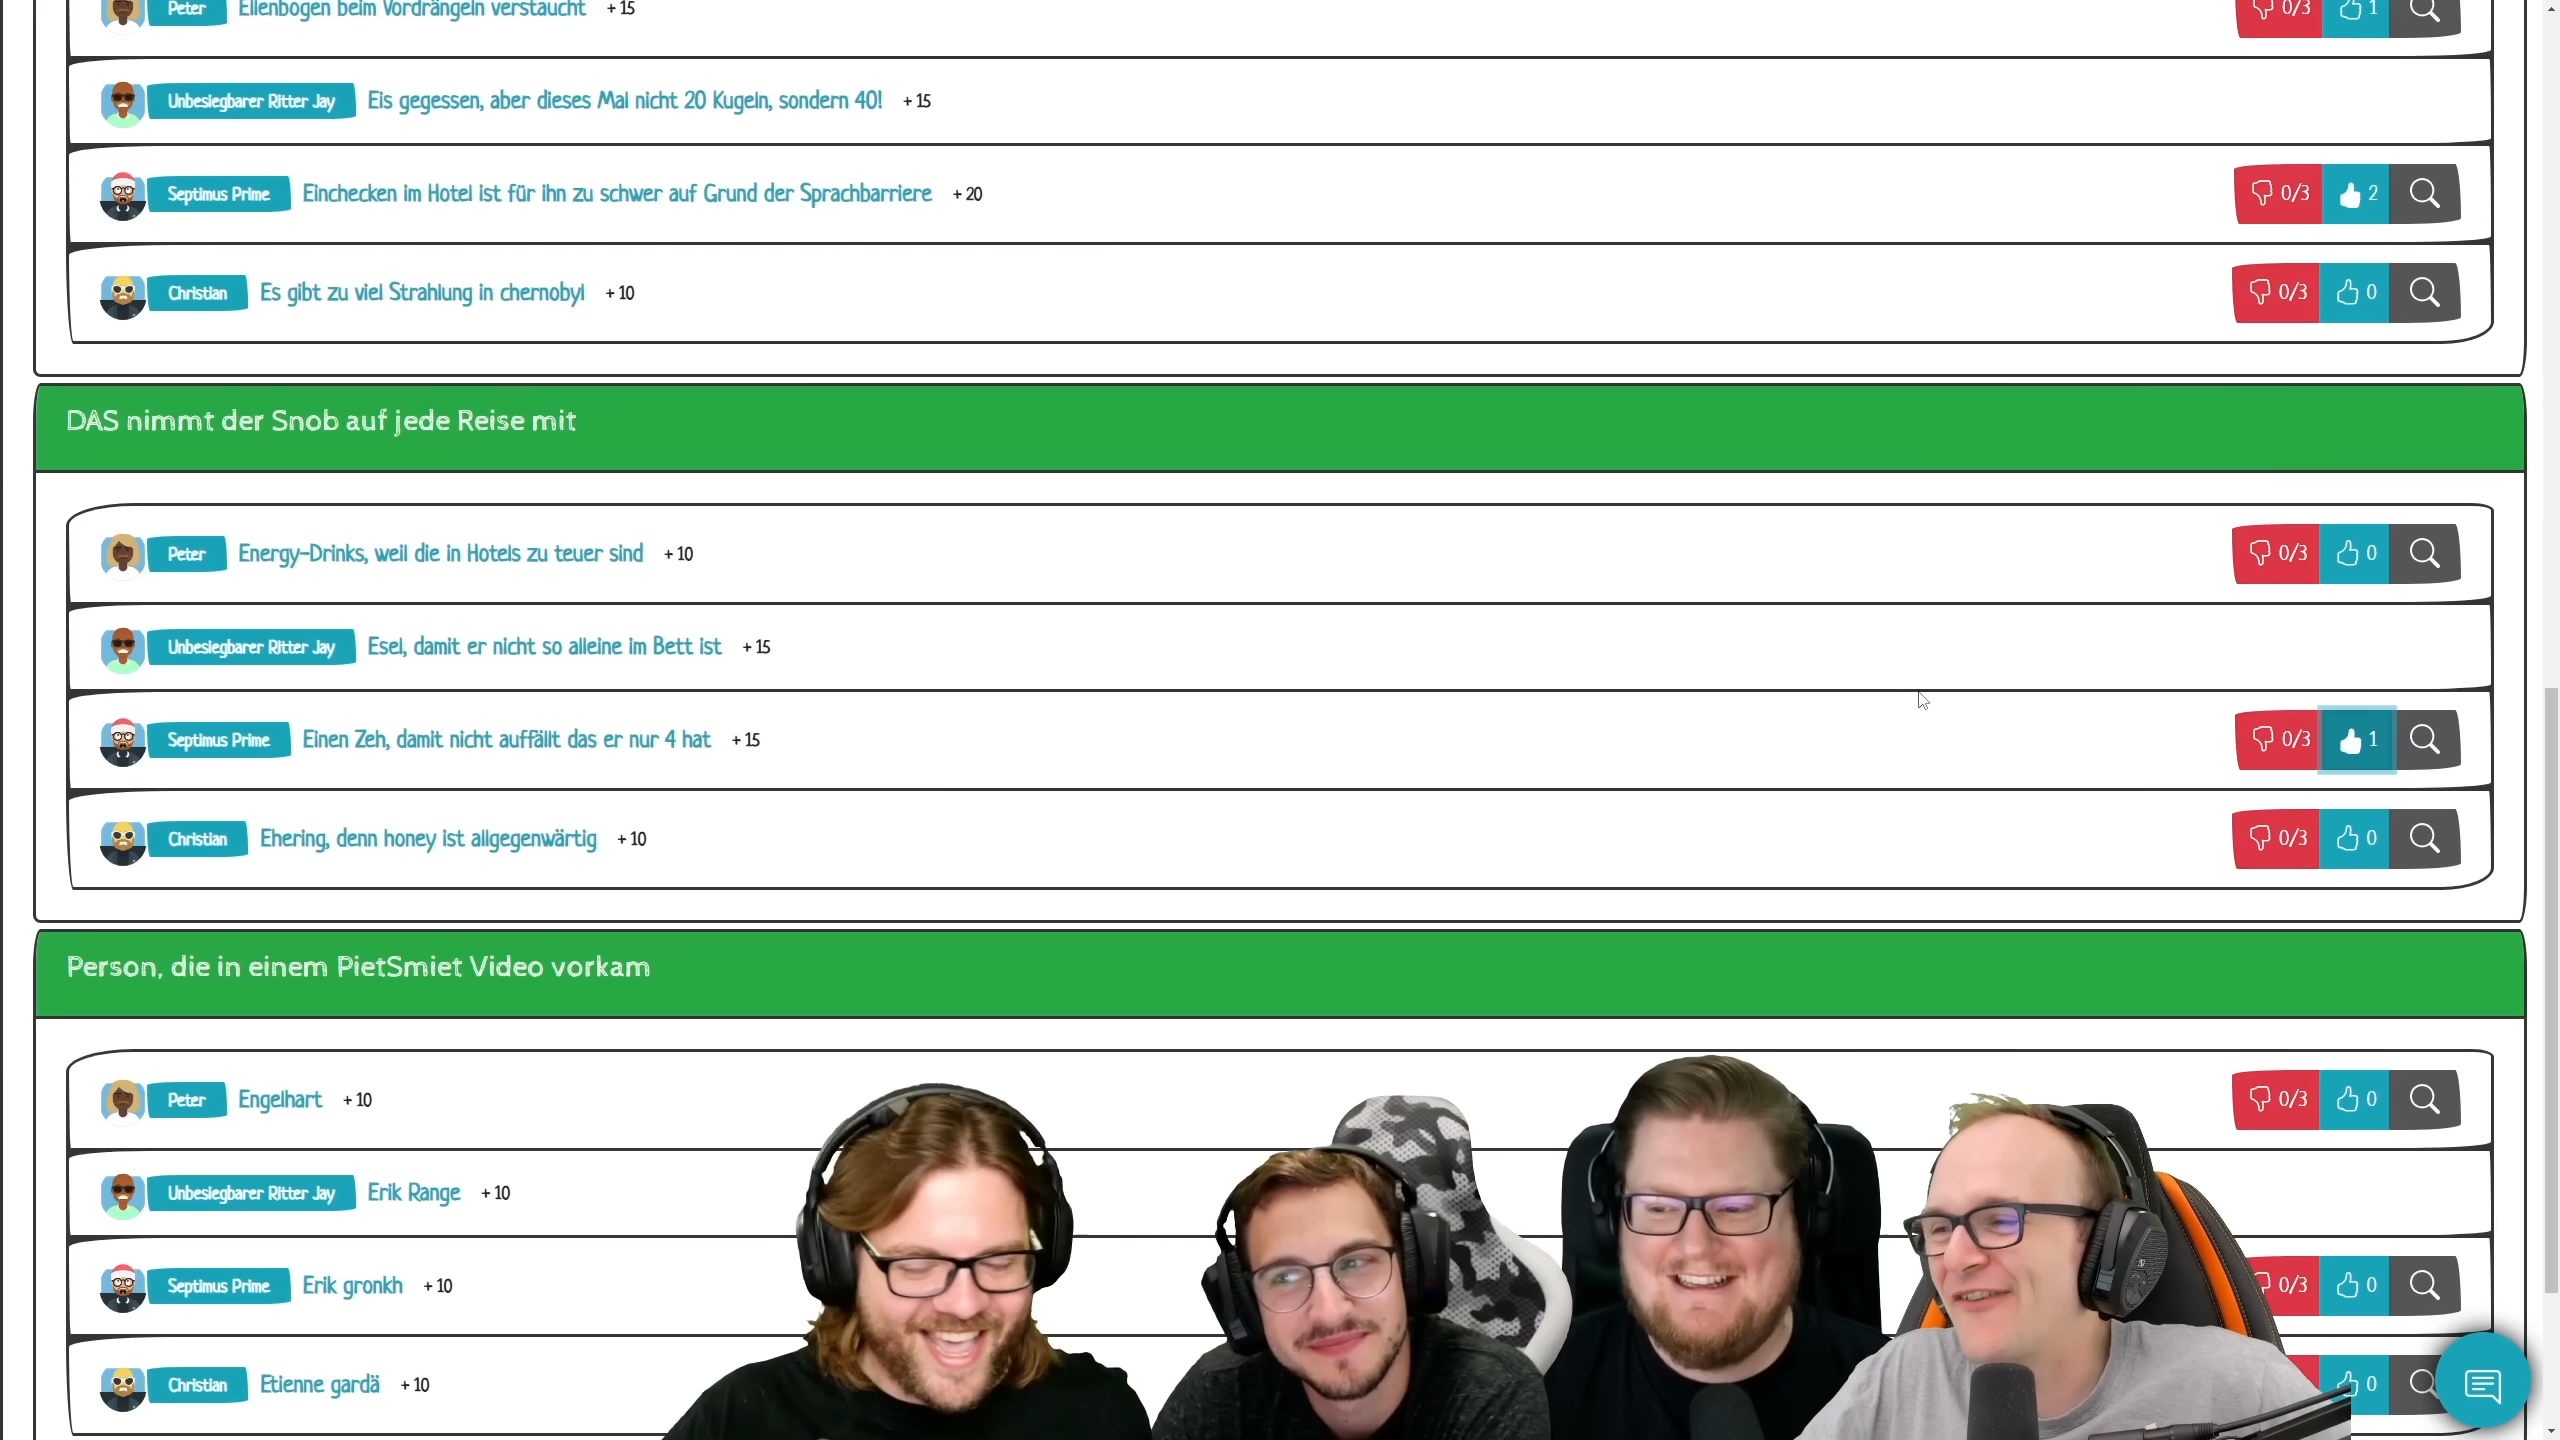 Peter Ellenbogen beim Vordrängeln verstaucht + 15 0/3 1
Unbesiegbarer Ritter Jay Eis gegessen, aber dieses Mal nicht 20 Kugeln, sondern 40! + 15
Septimus Prime Einchecken im Hotel ist für ihn zu schwer auf Grund der Sprachbarriere + 20 0/3 2
Christian Es gibt zu viel Strahlung in chernobyl + 10 0/3 0
DAS nimmt der Snob auf jede Reise mit
Peter Energy-Drinks, weil die in Hotels zu teuer sind + 10 0/3 0
Unbesiegbarer Ritter Jay Esel, damit er nicht so alleine im Bett ist + 15
Septimus Prime Einen Zeh, damit nicht auffällt das er nur 4 hat + 15 0/3 1
Christian Ehering, denn honey ist allgegenwärtig + 10 0/3 0
Person, die in einem PietSmiet Video vorkam
Peter Engelhart + 10 0/3 0
Unbesiegbarer Ritter Jay Erik Range + 10
Septimus Prime Erik gronkh + 10 0/3 0
Christian Etienne gardä + 10 0